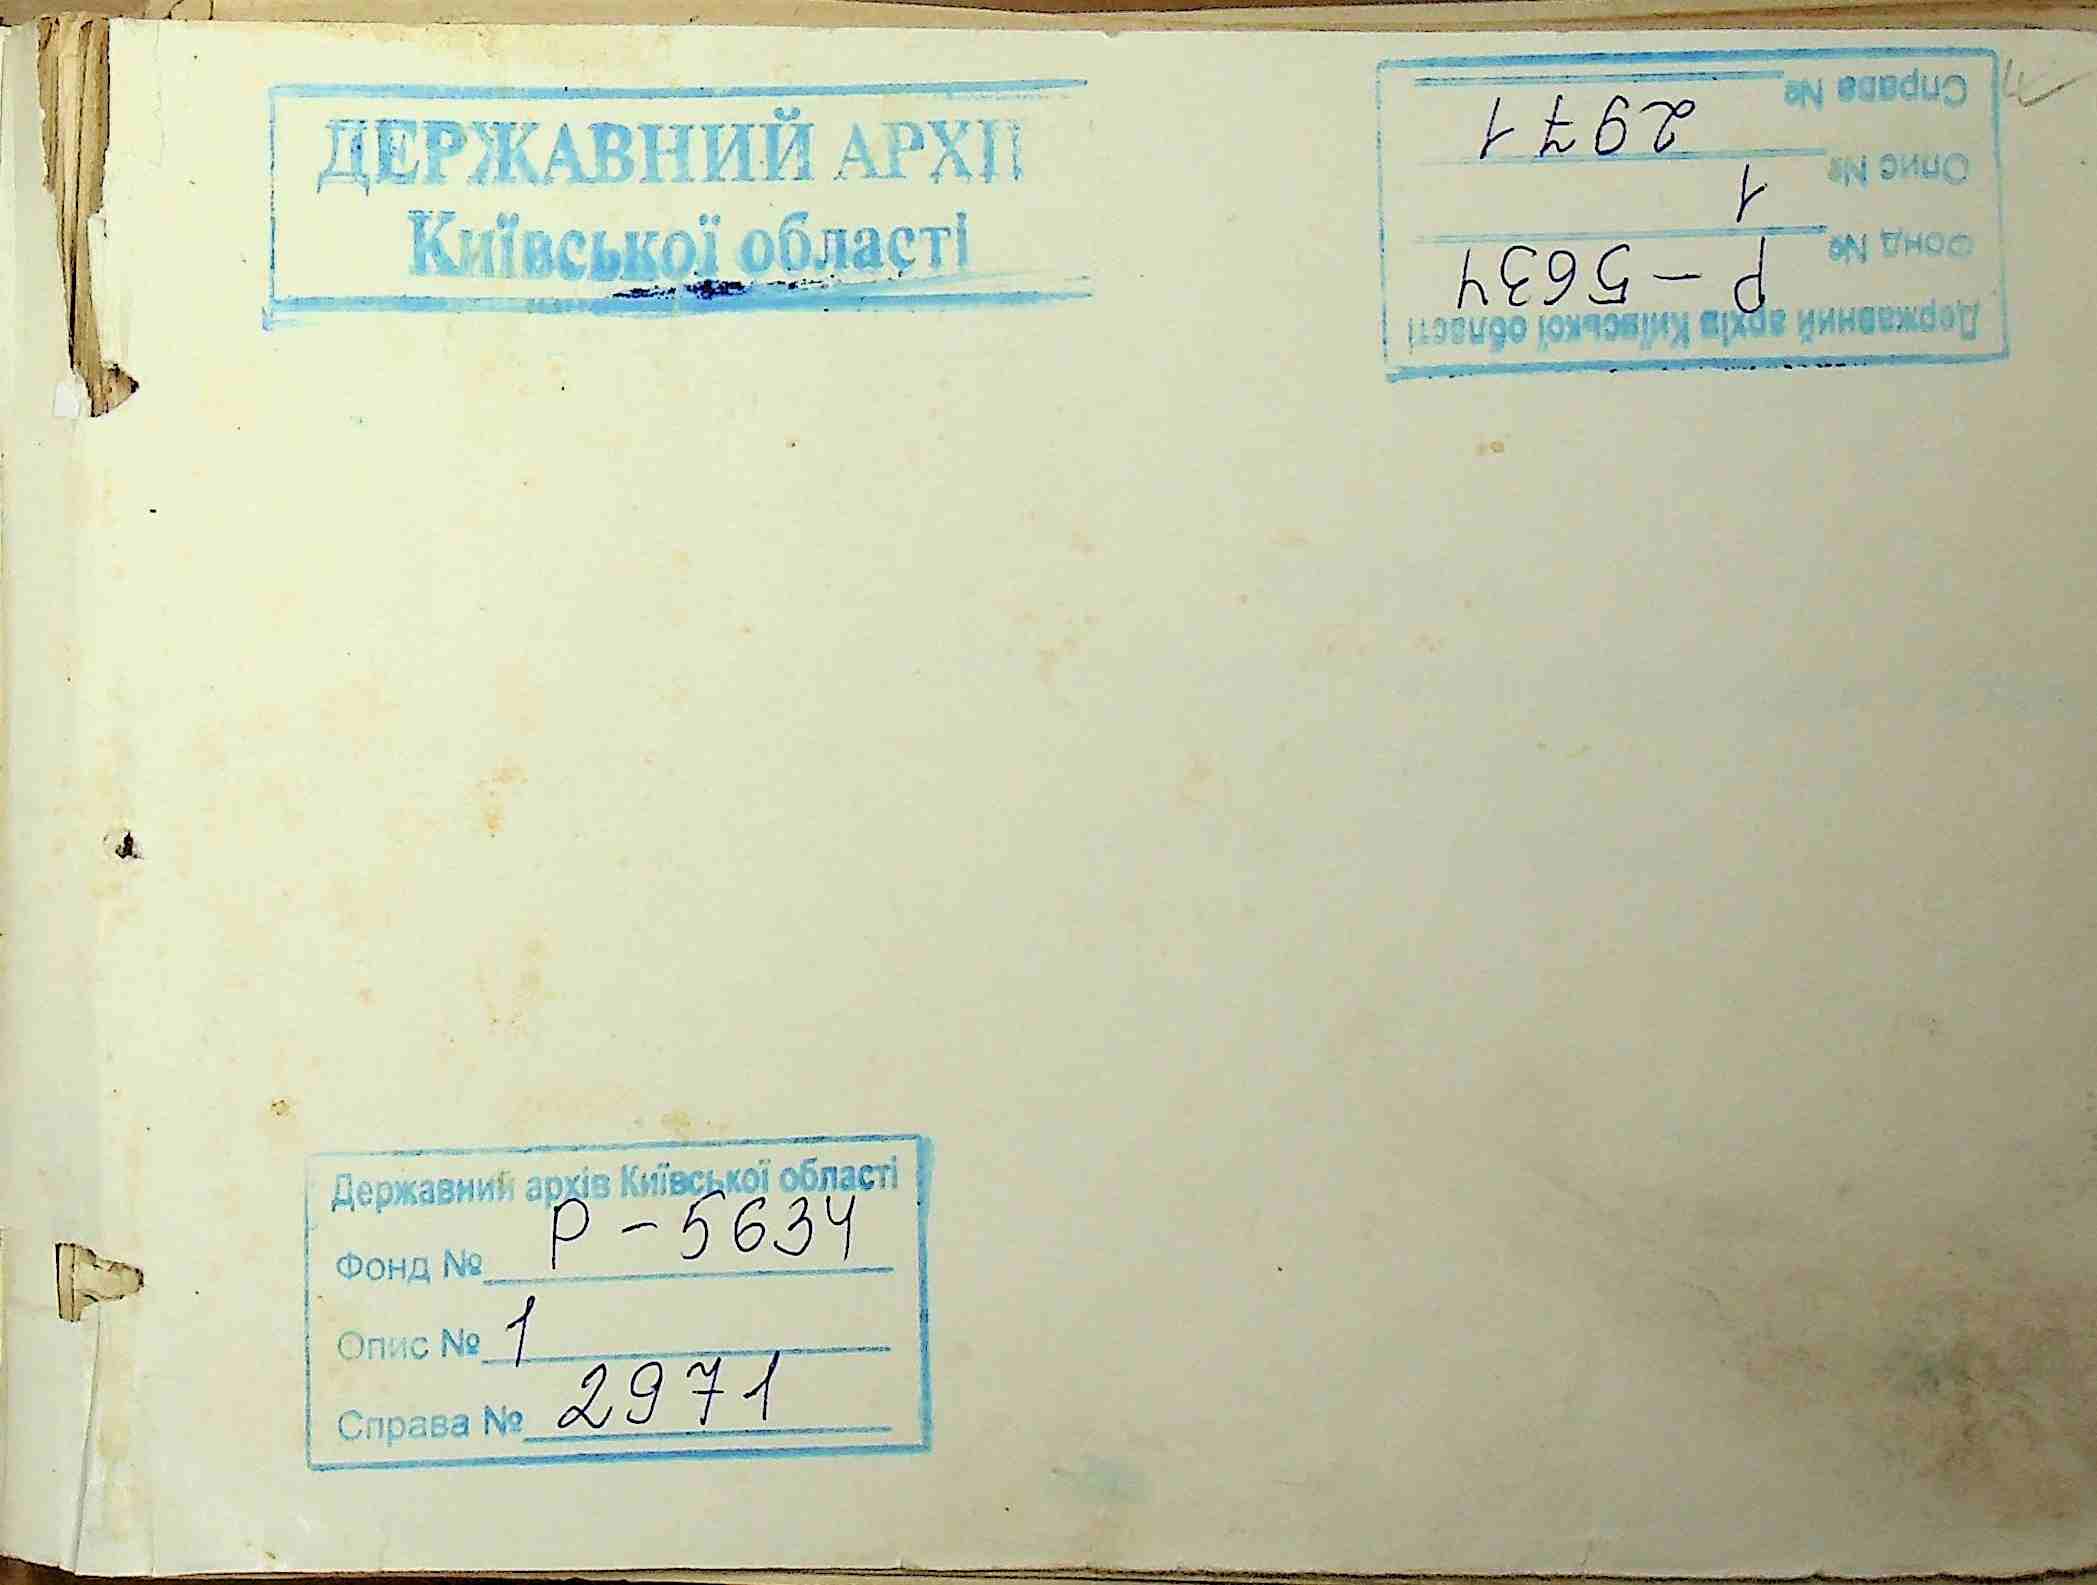 ДЕРЖАВНИЙ АРХІ
Київської області
Державний архів Київської області
Фонд № Р-5634
Опис № 1
Справа № 2971
Державний архів Київської області
Фонд № Р-5634
Опис № 1
Справа № 2971